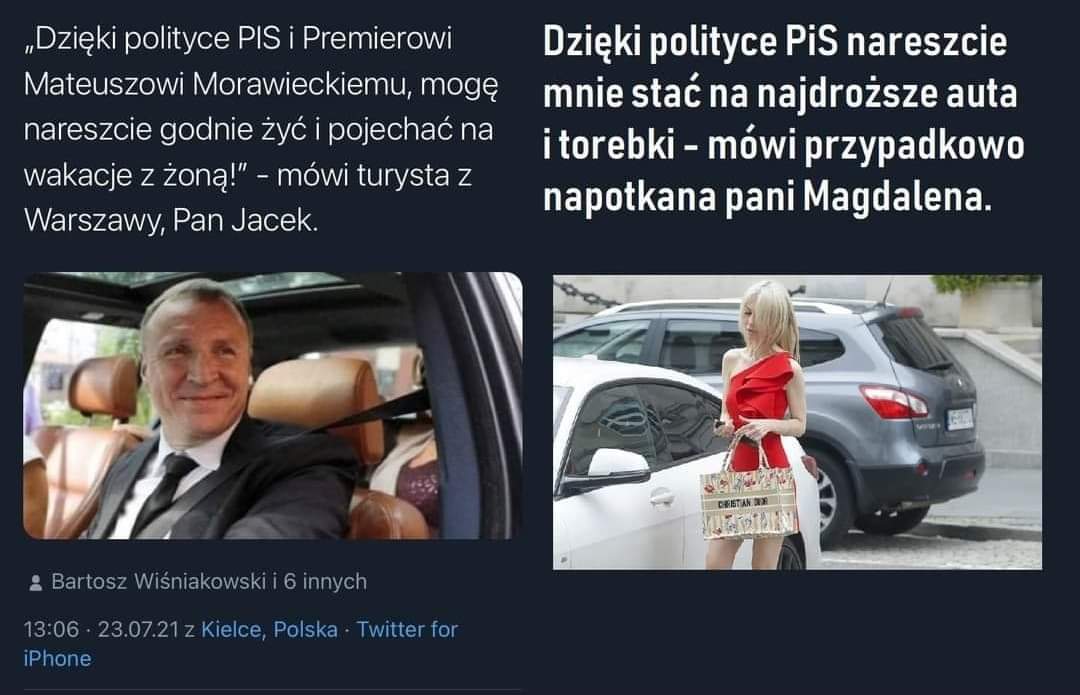 „Dzięki polityce PIS i Premierowi
Mateuszowi Morawieckiemu, mogę
nareszcie godnie żyć i pojechać na
wakacje z żoną!” - mówi turysta z
Warszawy, Pan Jacek.
Bartosz Wiśniakowski i 6 innych
13:06 · 23.07.21 z Kielce, Polska · Twitter for
iPhone
Dzięki polityce PiS nareszcie
mnie stać na najdroższe auta
i torebki - mówi przypadkowo
napotkana pani Magdalena.
CHRISTIAN DIOR